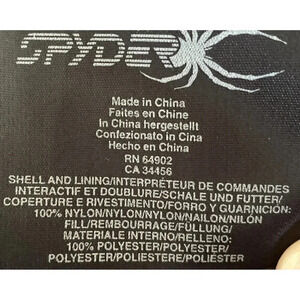 SPYDER
Made in China
Faites en Chine
In China hergestellt
Confezionato in Cina
Hecho en China
RN 64902
CA 34456
SHELL AND LINING/INTERPRÉTEUR DE COMMANDES
INTERACTIF ET DOUBLURE/SCHALE UND FUTTER/
COPERTURE E RIVESTIMENTO/FORRO Y GUARNICION:
100% NYLON/NYLON/NYLON/NAILON/NILÓN
FILL/REMBOURRAGE/FÜLLUNG/
MATERIALE INTERNO/RELLENO:
100% POLYESTER/POLYESTER/
POLYESTER/POLIESTERE/POLIÉSTER